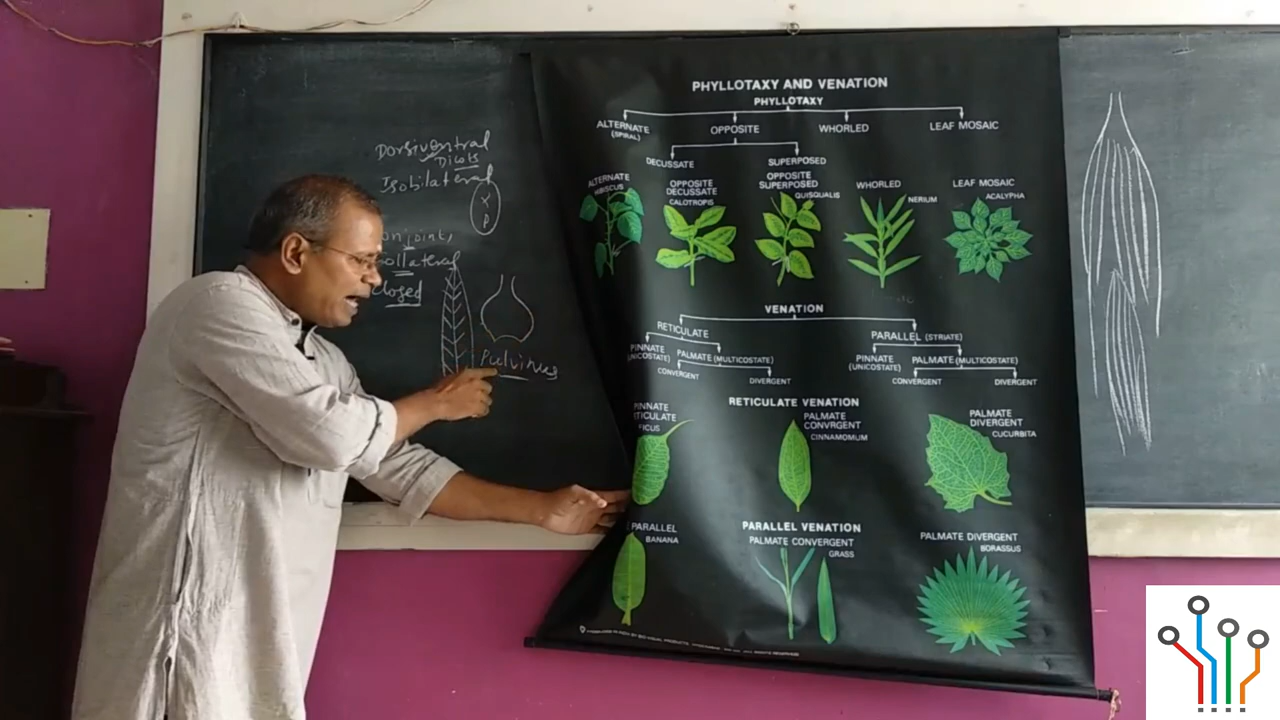 Dorsiventral
Dicots
Isobilateral
X
P
onjoint,
ollateral
closed
Pulvinus
PHYLLOTAXY AND VENATION
PHYLLOTAXY
ALTERNATE
(SPIRAL)
OPPOSITE
WHORLED
LEAF MOSAIC
DECUSSATE
SUPERPOSED
ALTERNATE
HIBISCUS
OPPOSITE
DECUSSATE
CALOTROPIS
OPPOSITE
SUPERPOSED
QUISQUALIS
WHORLED
NERIUM
LEAF MOSAIC
ACALYPHA
VENATION
RETICULATE
PARALLEL (STRIATE)
PINNATE
(UNICOSTATE)
PALMATE (MULTICOSTATE)
CONVERGENT
DIVERGENT
PINNATE
(UNICOSTATE)
PALMATE (MULTICOSTATE)
CONVERGENT
DIVERGENT
RETICULATE VENATION
PINNATE
ETICULATE
FICUS
PALMATE
CONVRGENT
CINNAMOMUM
PALMATE
DIVERGENT
CUCURBITA
PARALLEL VENATION
PARALLEL
BANANA
PALMATE CONVERGENT
GRASS
PALMATE DIVERGENT
BORASSUS